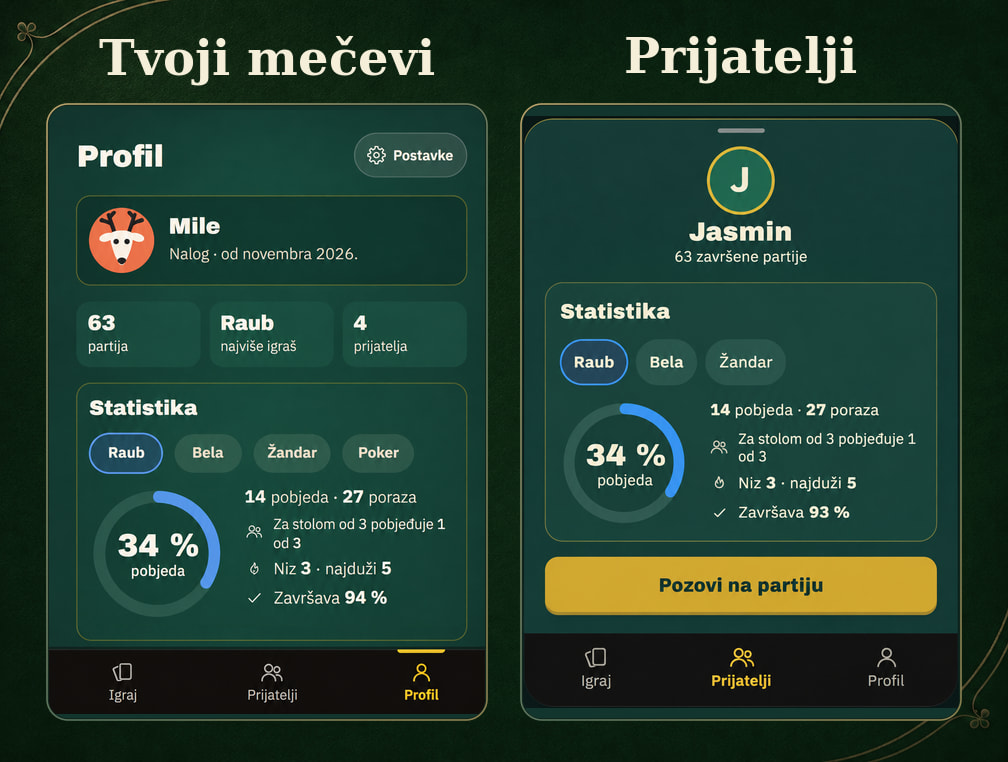 Tvoji mečevi
Profil
Postavke
Mile
Nalog · od novembra 2026.
63
partija
Raub
najviše igraš
4
prijatelja
Statistika
Raub
Bela
Žandar
Poker
34 %
pobjeda
14 pobjeda · 27 poraza
Za stolom od 3 pobjeđuje 1
od 3
Niz 3 · najduži 5
Završava 94 %
Igraj
Prijatelji
Profil
Prijatelji
J
Jasmin
63 završene partije
Statistika
Raub
Bela
Žandar
34 %
pobjeda
14 pobjeda · 27 poraza
Za stolom od 3 pobjeđuje 1
od 3
Niz 3 · najduži 5
Završava 93 %
Pozovi na partiju
Igraj
Prijatelji
Profil